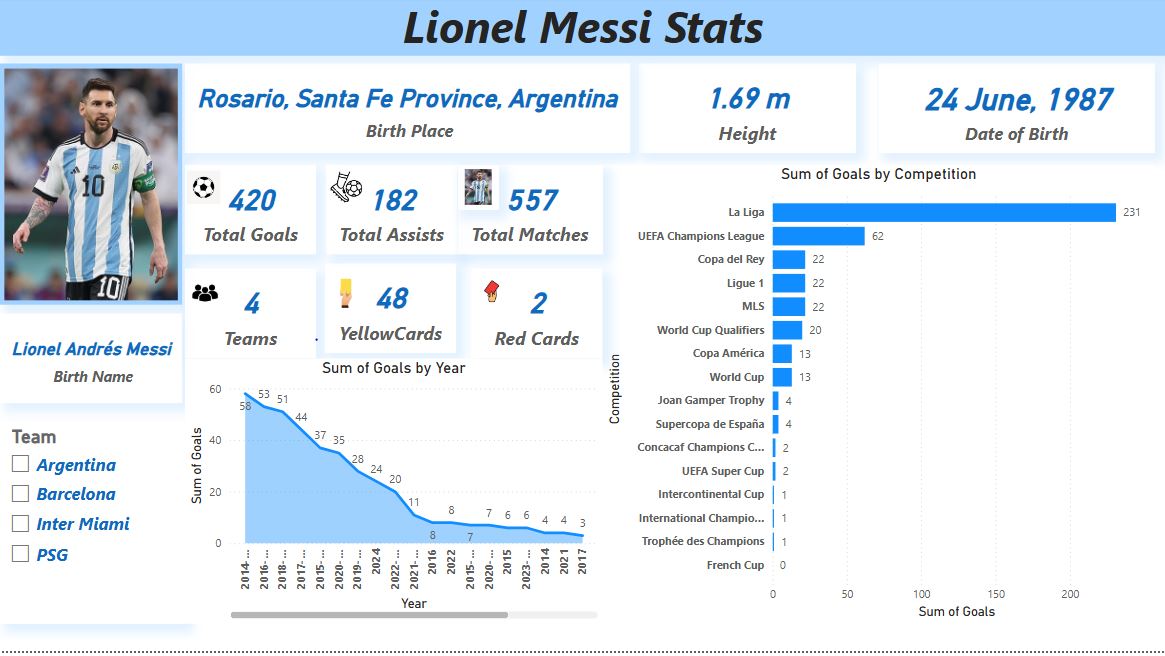 Lionel Messi Stats
Rosario, Santa Fe Province, Argentina
Birth Place
1.69 m
Height
24 June, 1987
Date of Birth
10
10
420
Total Goals
182
Total Assists
557
Total Matches
4
Teams
48
YellowCards
2
Red Cards
Lionel Andrés Messi
Birth Name
Team
Argentina
Barcelona
Inter Miami
PSG
Sum of Goals by Year
Sum of Goals
60
40
20
0
58
53
51
44
37
35
28
24
20
11
8
8
7
7
6
6
4
4
3
2014-...
2016-...
2018-...
2017-...
2015-...
2020-...
2019-...
2024
2022-...
2021-...
2016
2022
2015-...
2020-...
2015
2023-...
2014
2021
2017
Year
Sum of Goals by Competition
Competition
La Liga 231
UEFA Champions League 62
Copa del Rey 22
Ligue 1 22
MLS 22
World Cup Qualifiers 20
Copa América 13
World Cup 13
Joan Gamper Trophy 4
Supercopa de España 4
Concacaf Champions C... 2
UEFA Super Cup 2
Intercontinental Cup 1
International Champio... 1
Trophée des Champions 1
French Cup 0
0 50 100 150 200
Sum of Goals